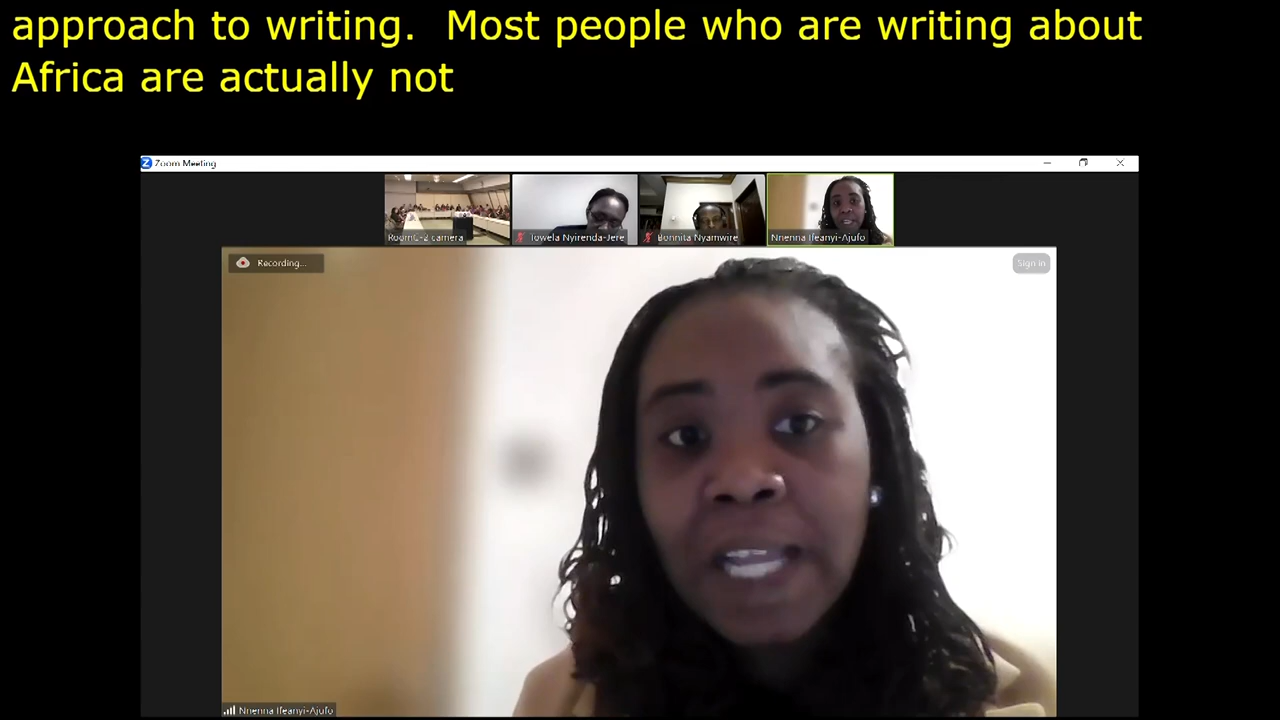 approach to writing.  Most people who are writing about
Africa are actually not
Zoom Meeting
RoomC-2 camera
Towela Nyirenda-Jere
Bonnita Nyamwire
Nnenna Ifeanyi-Ajufo
Recording...
Sign in
Nnenna Ifeanyi-Ajufo